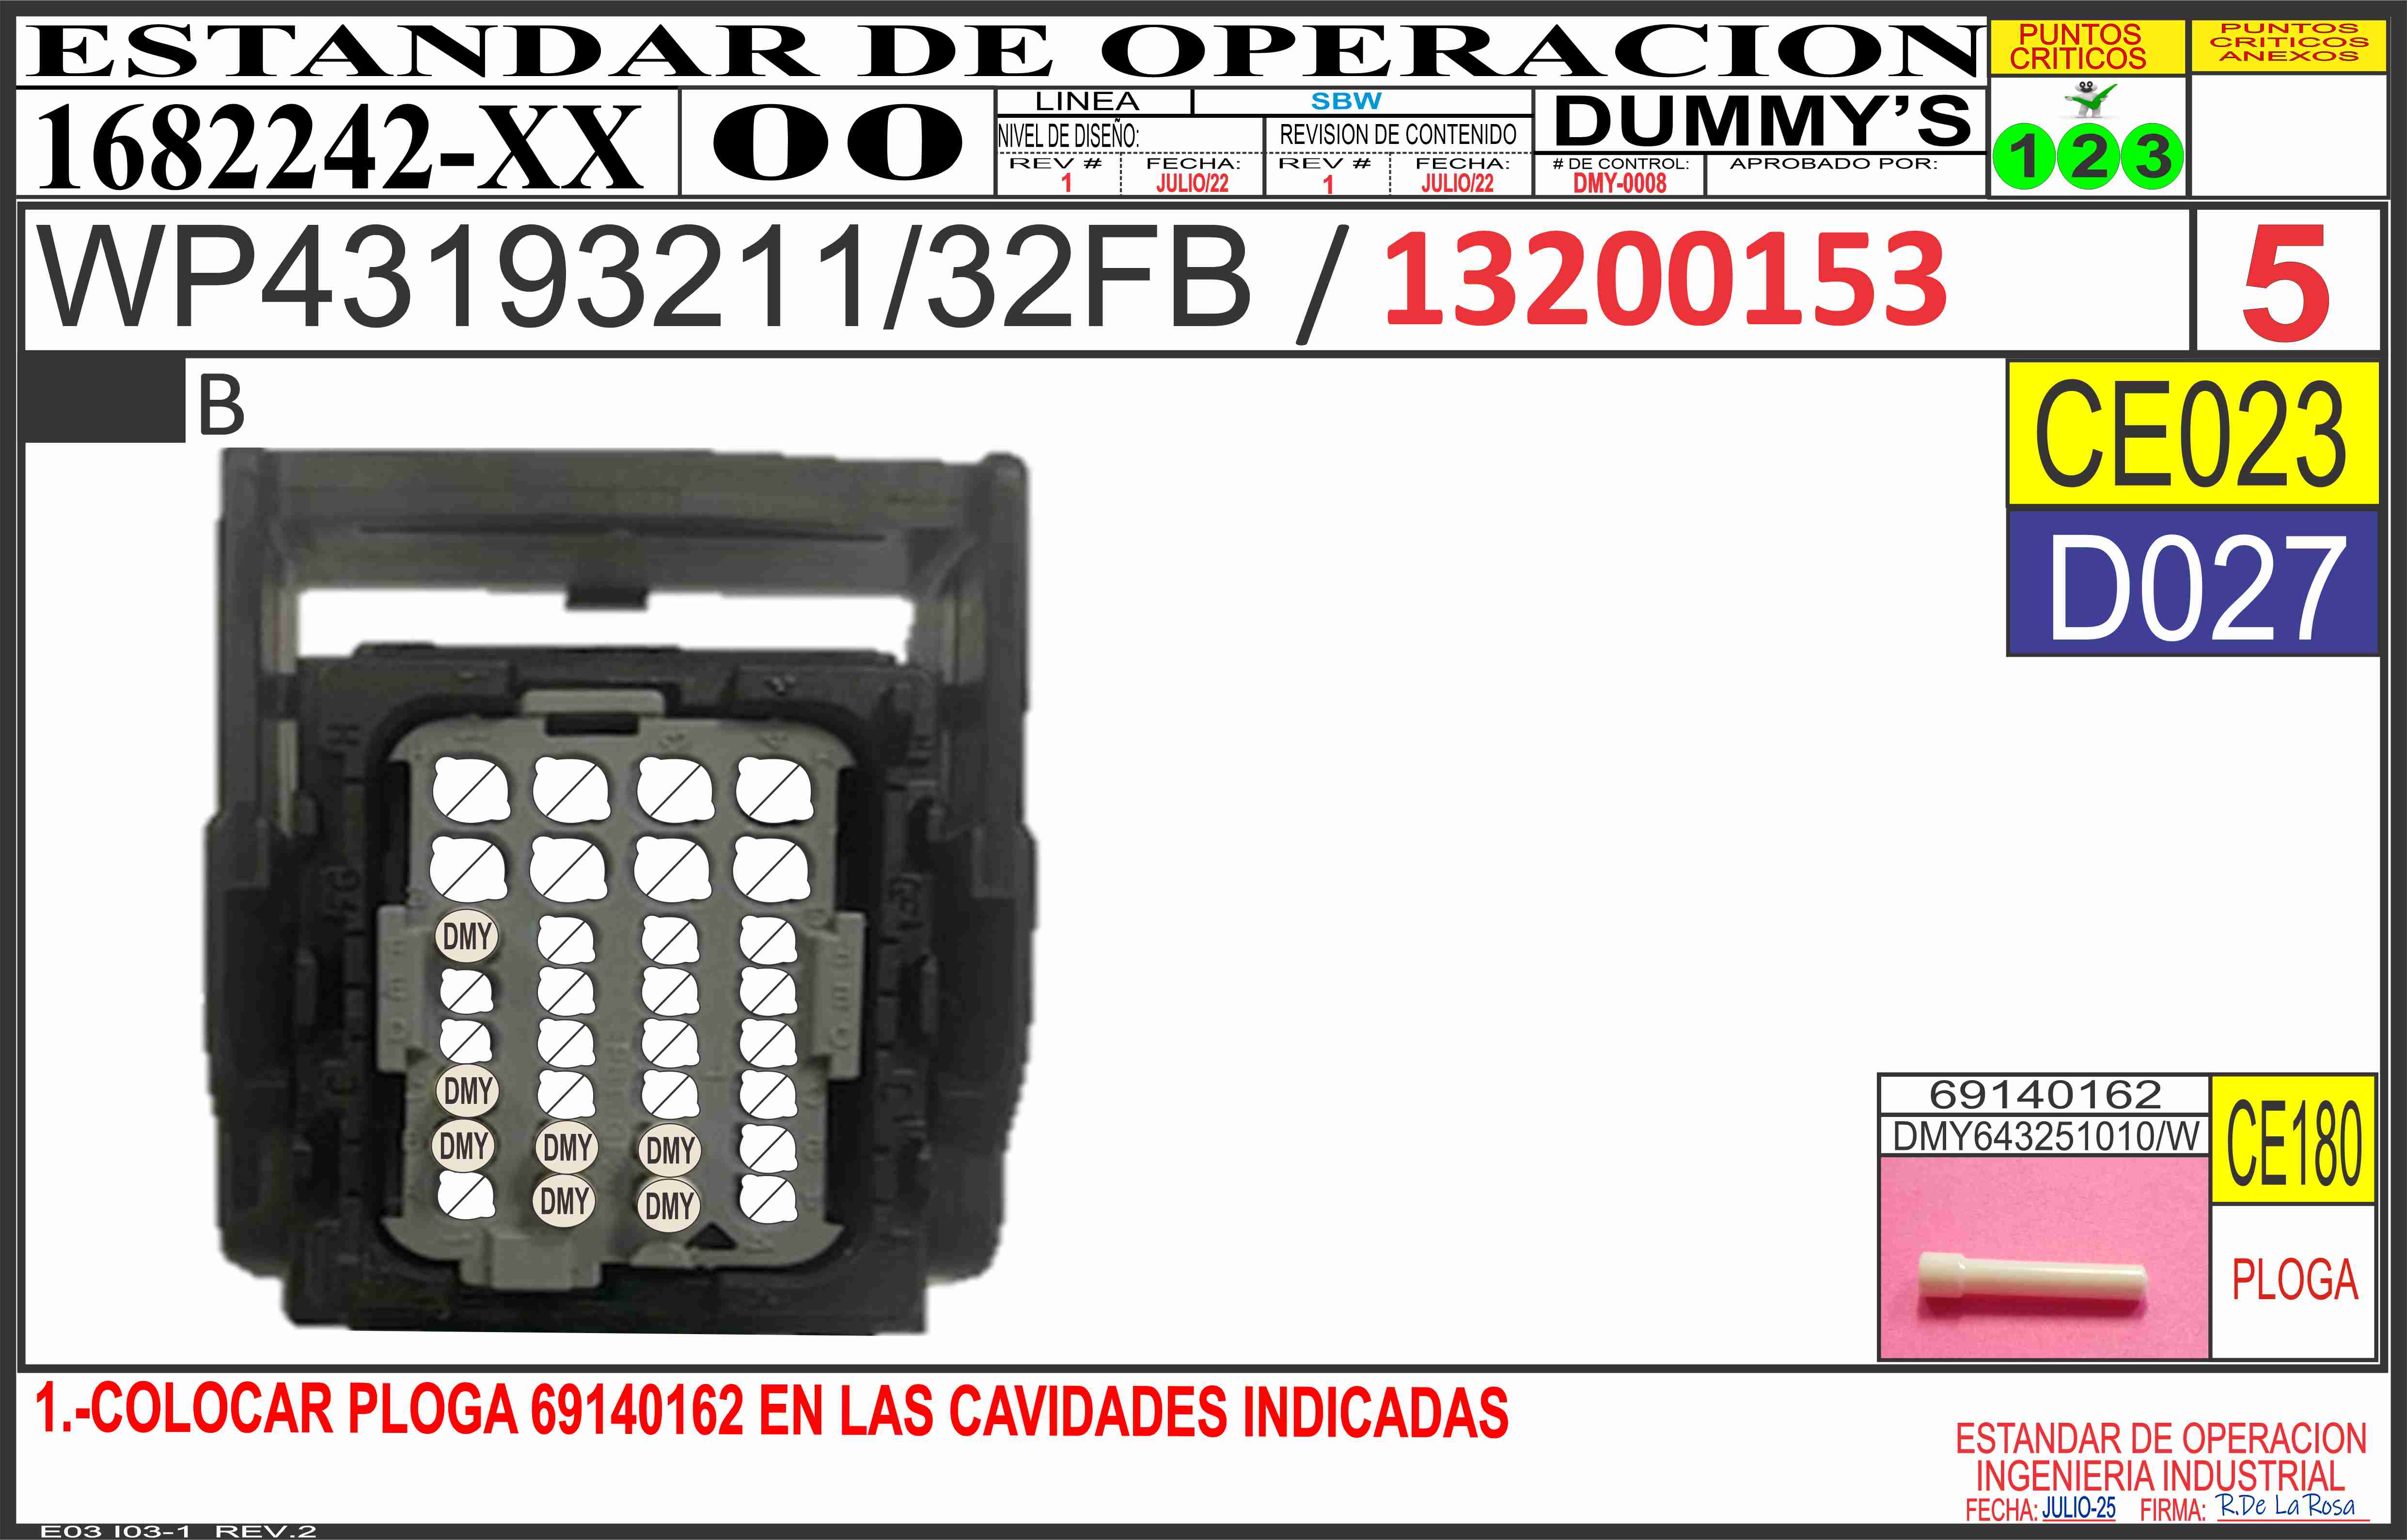 ESTANDAR DE OPERACION
PUNTOS
CRITICOS
PUNTOS
CRITICOS
ANEXOS
1682242-XX
00
LINEA
SBW
DUMMY'S
NIVEL DE DISEÑO:
REVISION DE CONTENIDO
REV #
FECHA:
REV #
FECHA:
# DE CONTROL:
APROBADO POR:
1
JULIO/22
1
JULIO/22
DMY-0008
1 2 3
WP43193211/32FB / 13200153
5
B
CE023
D027
DMY
DMY
DMY DMY DMY
DMY DMY
69140162
DMY643251010/W
CE180
PLOGA
1.-COLOCAR PLOGA 69140162 EN LAS CAVIDADES INDICADAS
ESTANDAR DE OPERACION
INGENIERIA INDUSTRIAL
FECHA: JULIO-25 FIRMA: R.De La Rosa
E03 I03-1 REV.2